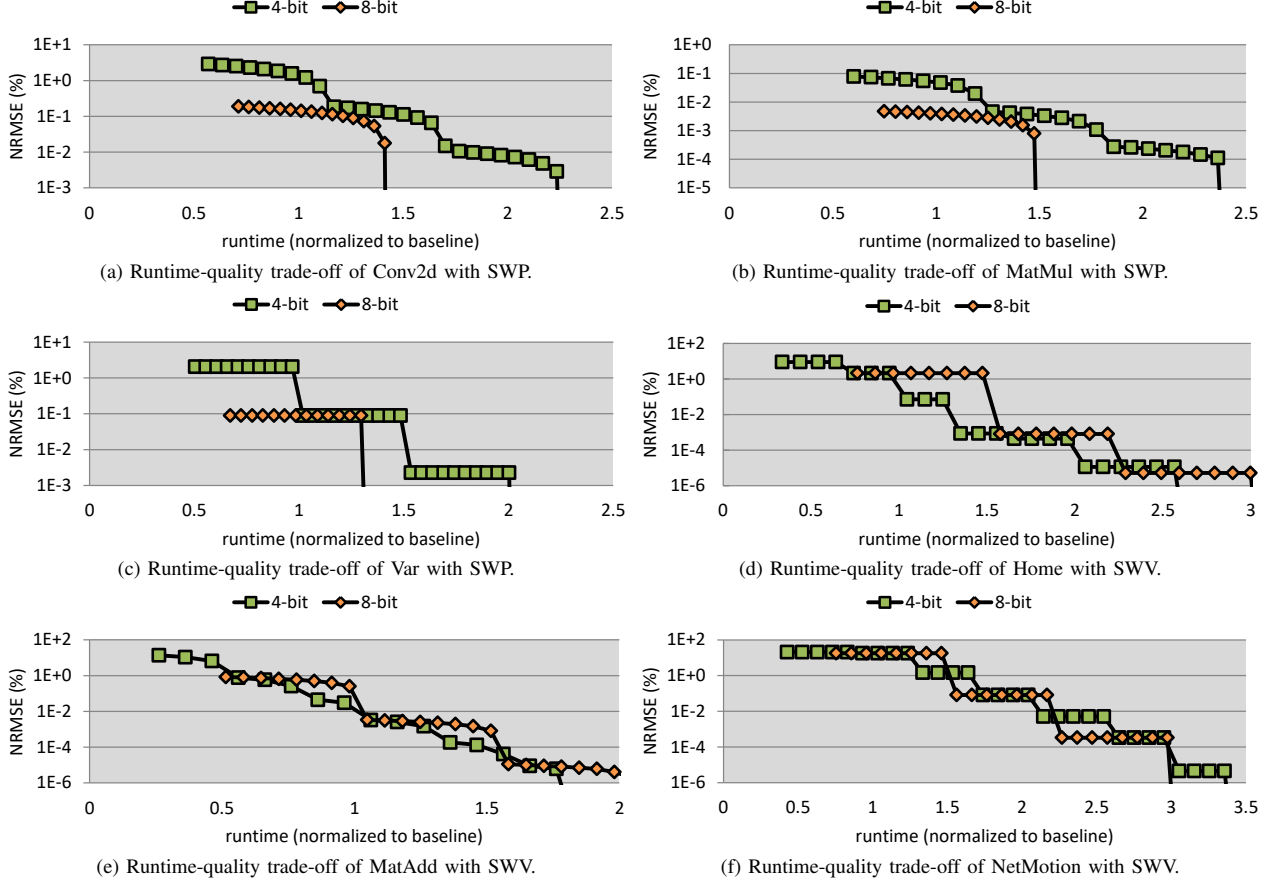 4-bit 8-bit
1E+1
1E+0
1E-1
1E-2
1E-3
NRMSE (%)
0 0.5 1 1.5 2 2.5
runtime (normalized to baseline)
(a) Runtime-quality trade-off of Conv2d with SWP.
4-bit 8-bit
1E+0
1E-1
1E-2
1E-3
1E-4
1E-5
NRMSE (%)
0 0.5 1 1.5 2 2.5
runtime (normalized to baseline)
(b) Runtime-quality trade-off of MatMul with SWP.
4-bit 8-bit
1E+1
1E+0
1E-1
1E-2
1E-3
NRMSE (%)
0 0.5 1 1.5 2 2.5
runtime (normalized to baseline)
(c) Runtime-quality trade-off of Var with SWP.
4-bit 8-bit
1E+2
1E+0
1E-2
1E-4
1E-6
NRMSE (%)
0 0.5 1 1.5 2 2.5 3
runtime (normalized to baseline)
(d) Runtime-quality trade-off of Home with SWV.
4-bit 8-bit
1E+2
1E+0
1E-2
1E-4
1E-6
NRMSE (%)
0 0.5 1 1.5 2
runtime (normalized to baseline)
(e) Runtime-quality trade-off of MatAdd with SWV.
4-bit 8-bit
1E+2
1E+0
1E-2
1E-4
1E-6
NRMSE (%)
0 0.5 1 1.5 2 2.5 3 3.5
runtime (normalized to baseline)
(f) Runtime-quality trade-off of NetMotion with SWV.